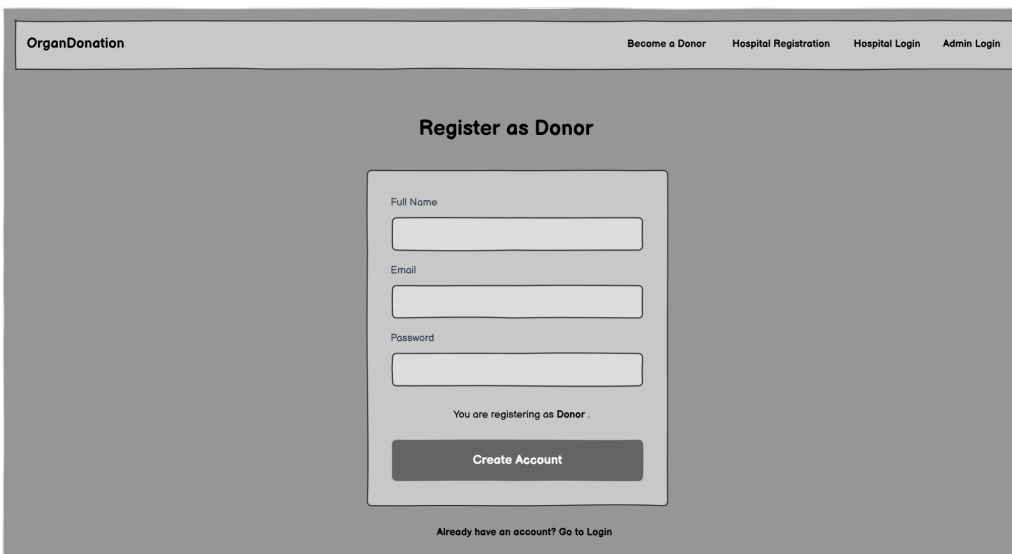 OrganDonation Become a Donor Hospital Registration Hospital Login Admin Login
Register as Donor
Full Name
Email
Password
You are registering as Donor .
Create Account
Already have an account? Go to Login